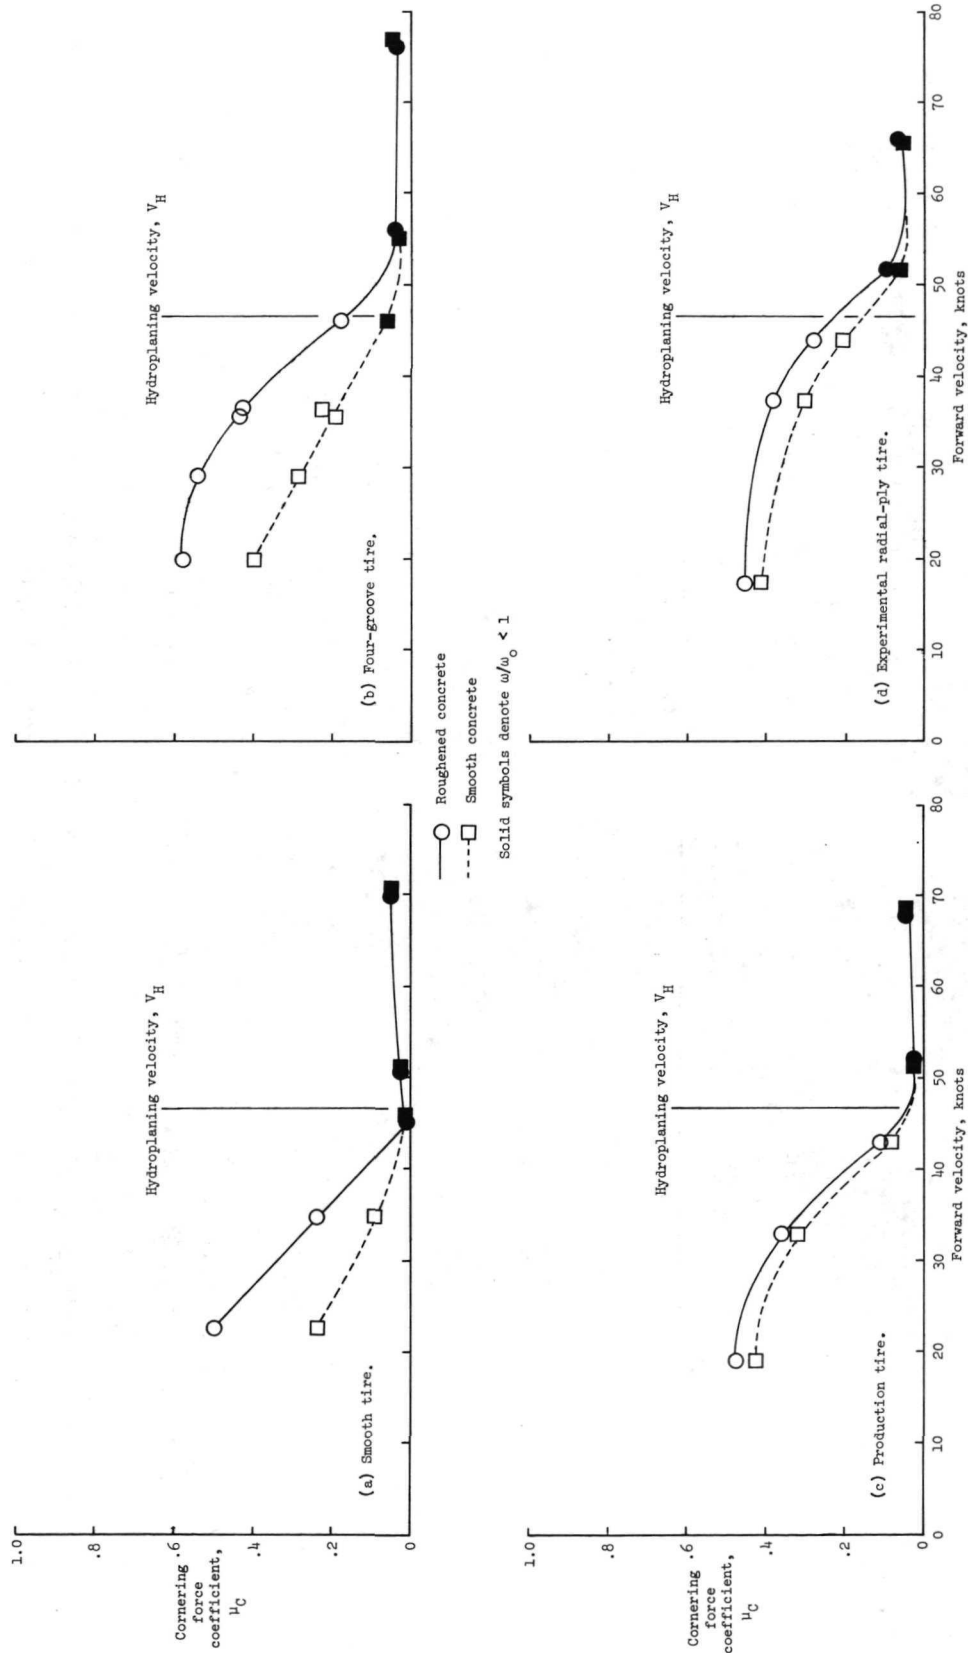 1.0
.8
Cornering .6
force
coefficient, .4
μC
.2
0
Hydroplaning velocity, VH
(a) Smooth tire.
Hydroplaning velocity, VH
(b) Four-groove tire.
Roughened concrete
Smooth concrete
Solid symbols denote ω/ωo < 1
1.0
.8
Cornering .6
force
coefficient, .4
μC
.2
0
Hydroplaning velocity, VH
(c) Production tire.
0 10 20 30 40 50 60 70 80
Forward velocity, knots
Hydroplaning velocity, VH
(d) Experimental radial-ply tire.
0 10 20 30 40 50 60 70 80
Forward velocity, knots